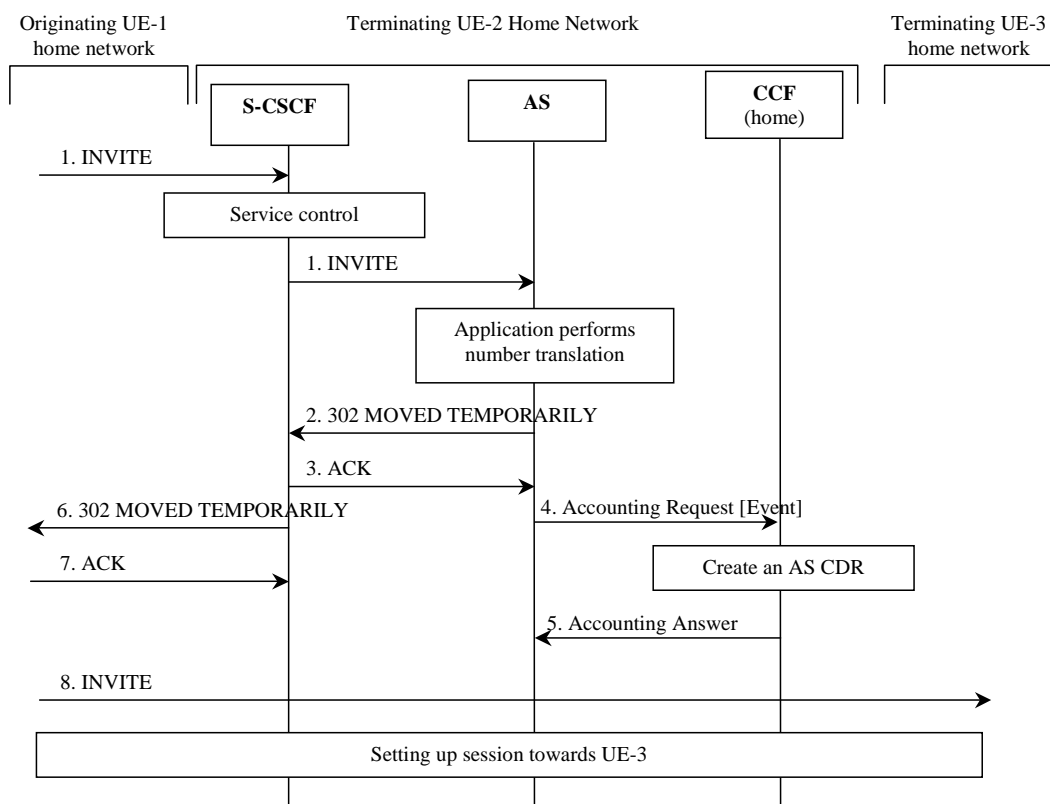 Originating UE-1
home network
Terminating UE-2 Home Network
Terminating UE-3
home network
S-CSCF
AS
CCF
(home)
1. INVITE
Service control
1. INVITE
Application performs
number translation
2. 302 MOVED TEMPORARILY
3. ACK
6. 302 MOVED TEMPORARILY
4. Accounting Request [Event]
7. ACK
Create an AS CDR
5. Accounting Answer
8. INVITE
Setting up session towards UE-3